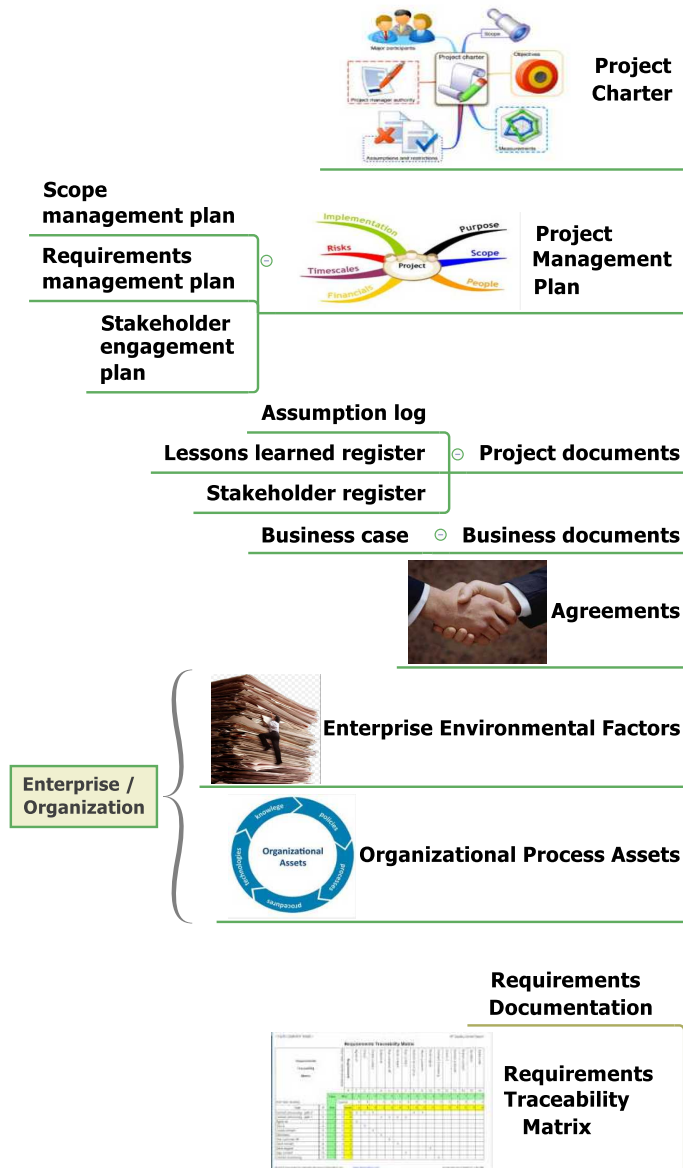 Major participants
Scope
Project charter
Objectives
Project manager authority
Measurements
Assumptions and restrictions
Project
Charter
Scope
management plan
Requirements
management plan
Stakeholder
engagement
plan
Implementation
Risks
Timescales
Financials
Project
Purpose
Scope
People
Project
Management
Plan
Assumption log
Lessons learned register
Project documents
Stakeholder register
Business case
Business documents
Agreements
Enterprise Environmental Factors
Enterprise /
Organization
knowlege
policies
processes
procedures
technologies
Organizational
Assets
Organizational Process Assets
Requirements
Documentation
Requirements Traceability Matrix
Requirements
Traceability
Matrix